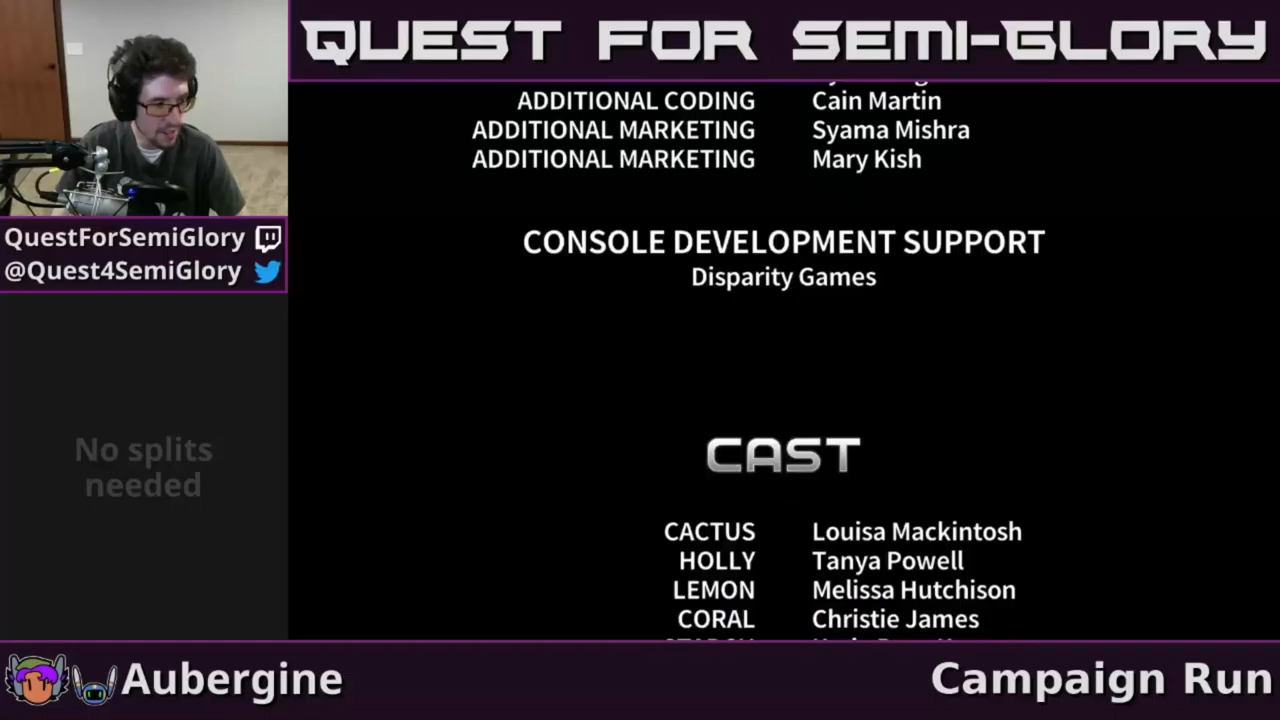 QUEST FOR SEMI-GLORY
ADDITIONAL CODING Cain Martin
ADDITIONAL MARKETING Syama Mishra
ADDITIONAL MARKETING Mary Kish
QuestForSemiGlory
CONSOLE DEVELOPMENT SUPPORT
@Quest4SemiGlory
Disparity Games
No splits
needed
CAST
CACTUS Louisa Mackintosh
HOLLY Tanya Powell
LEMON Melissa Hutchison
CORAL Christie James
Aubergine
Campaign Run